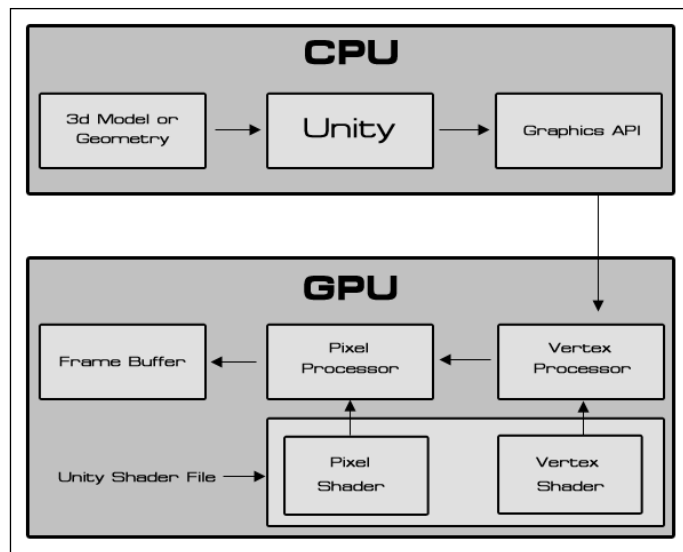 CPU
3d Model or
Geometry
Unity
Graphics API
GPU
Frame Buffer
Pixel
Processor
Vertex
Processor
Unity Shader File
Pixel
Shader
Vertex
Shader